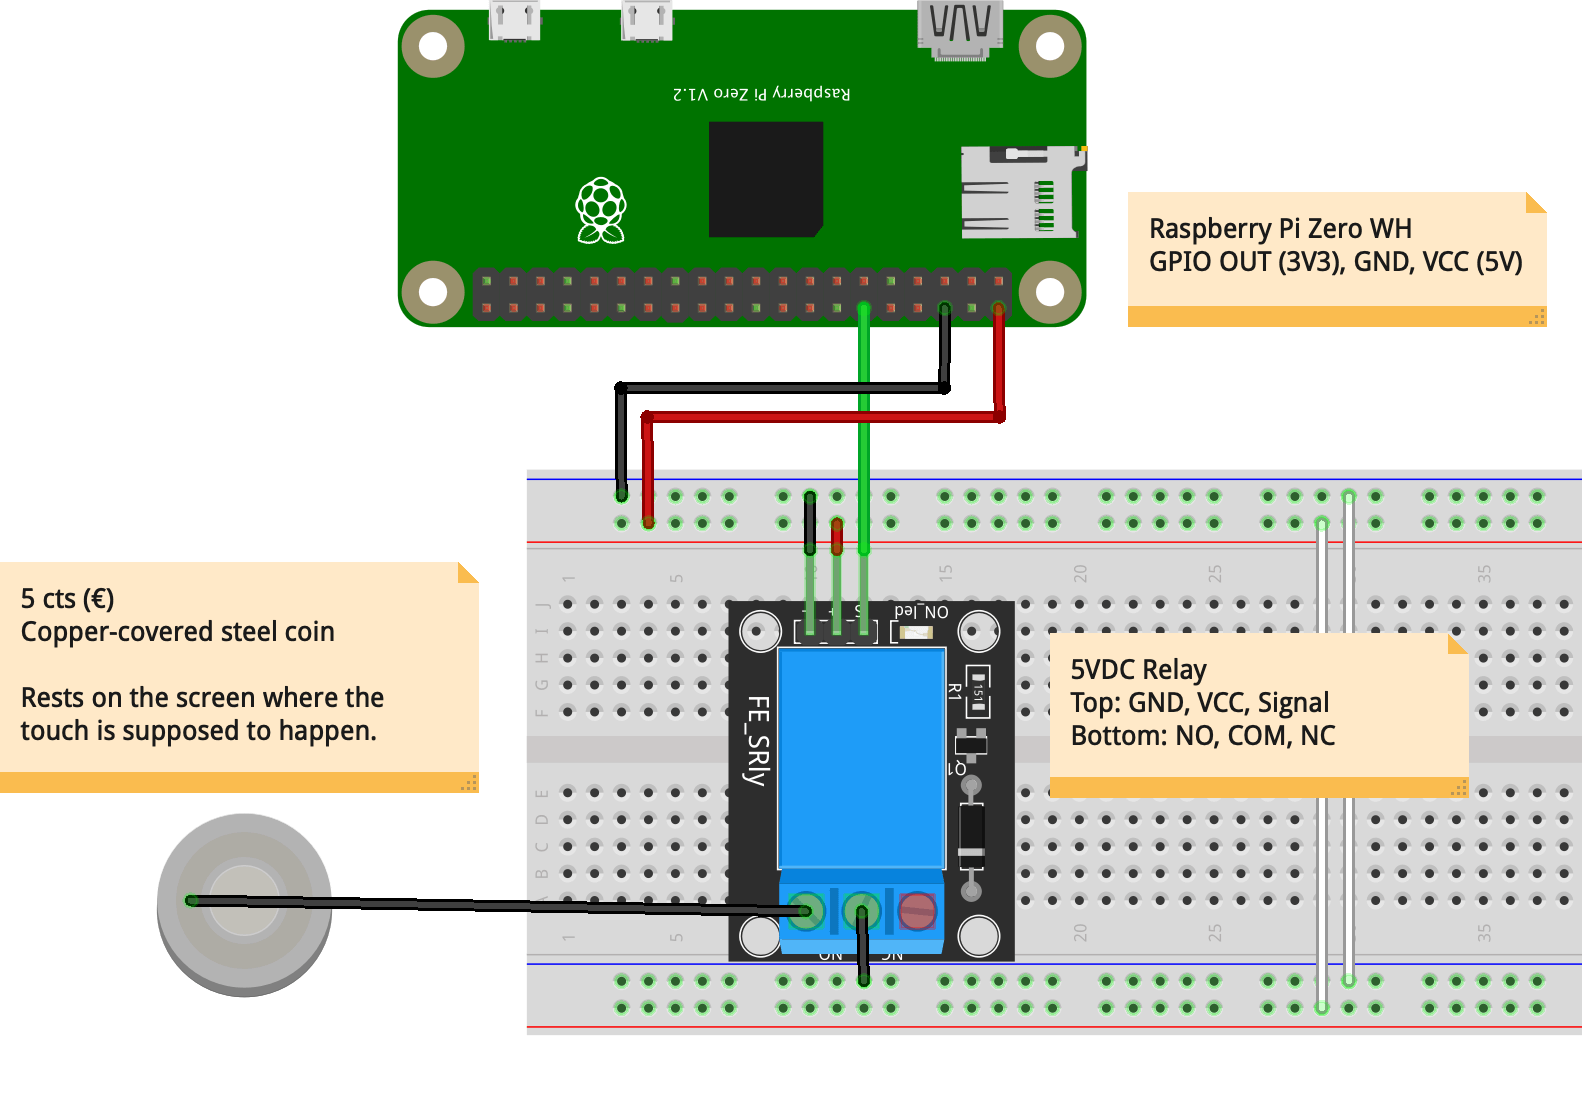 Raspberry Pi Zero V1.2
Raspberry Pi Zero WH
GPIO OUT (3V3), GND, VCC (5V)
5 cts (€)
Copper-covered steel coin
Rests on the screen where the
touch is supposed to happen.
1 5 15 20 25 35
J
I
H
G
F
- + S ON_led
R1
151
FE_SRly
Q1
5VDC Relay
Top: GND, VCC, Signal
Bottom: NO, COM, NC
E
D
C
B
A
1 5 20 25 35
NO NC